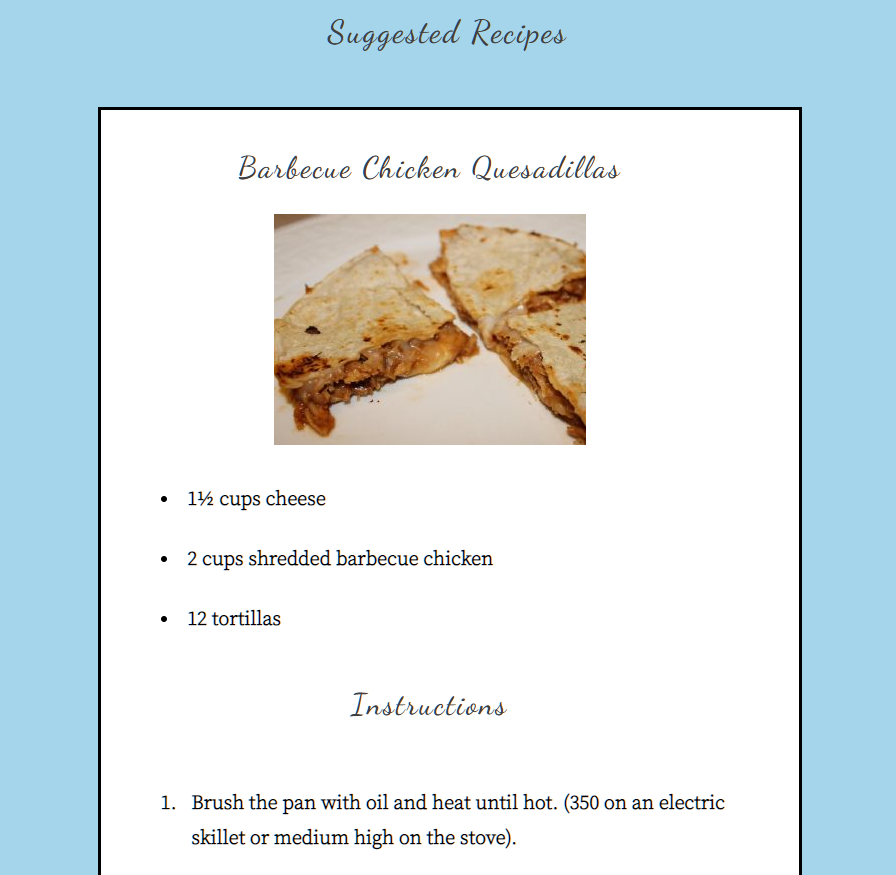 Suggested Recipes
Barbecue Chicken Quesadillas
• 1½ cups cheese
• 2 cups shredded barbecue chicken
• 12 tortillas
Instructions
1. Brush the pan with oil and heat until hot. (350 on an electric
skillet or medium high on the stove).